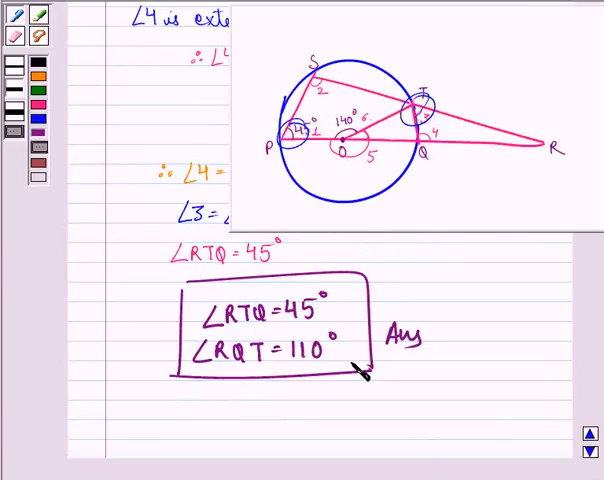 ∠4 is exte
∴ ∠4
∴ ∠4 =
∠3 = ∠
∠RTQ = 45°
∠RTQ = 45°
∠RQT = 110°
Ans
S
2
T
3
140°
6
45°
1
4
P
O
5
Q
R